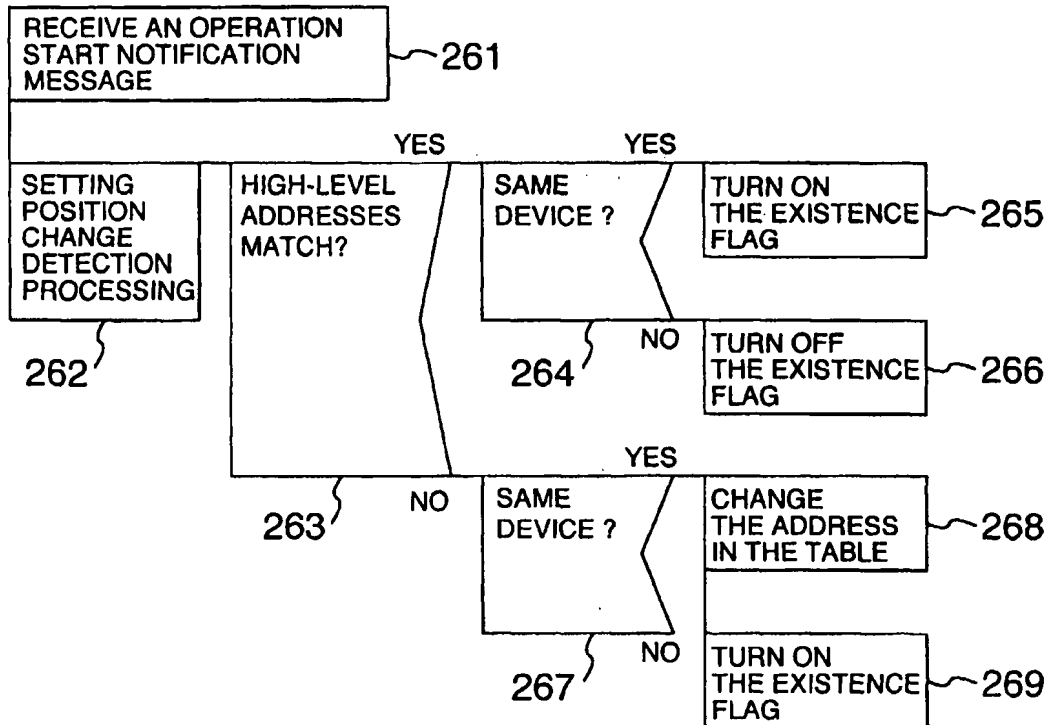 RECEIVE AN OPERATION
START NOTIFICATION
MESSAGE
261
YES
YES
SETTING
POSITION
CHANGE
DETECTION
PROCESSING
262
HIGH-LEVEL
ADDRESSES
MATCH?
263
SAME
DEVICE ?
264
TURN ON
THE EXISTENCE
FLAG
265
NO
TURN OFF
THE EXISTENCE
FLAG
266
YES
NO
SAME
DEVICE ?
267
CHANGE
THE ADDRESS
IN THE TABLE
268
NO
TURN ON
THE EXISTENCE
FLAG
269